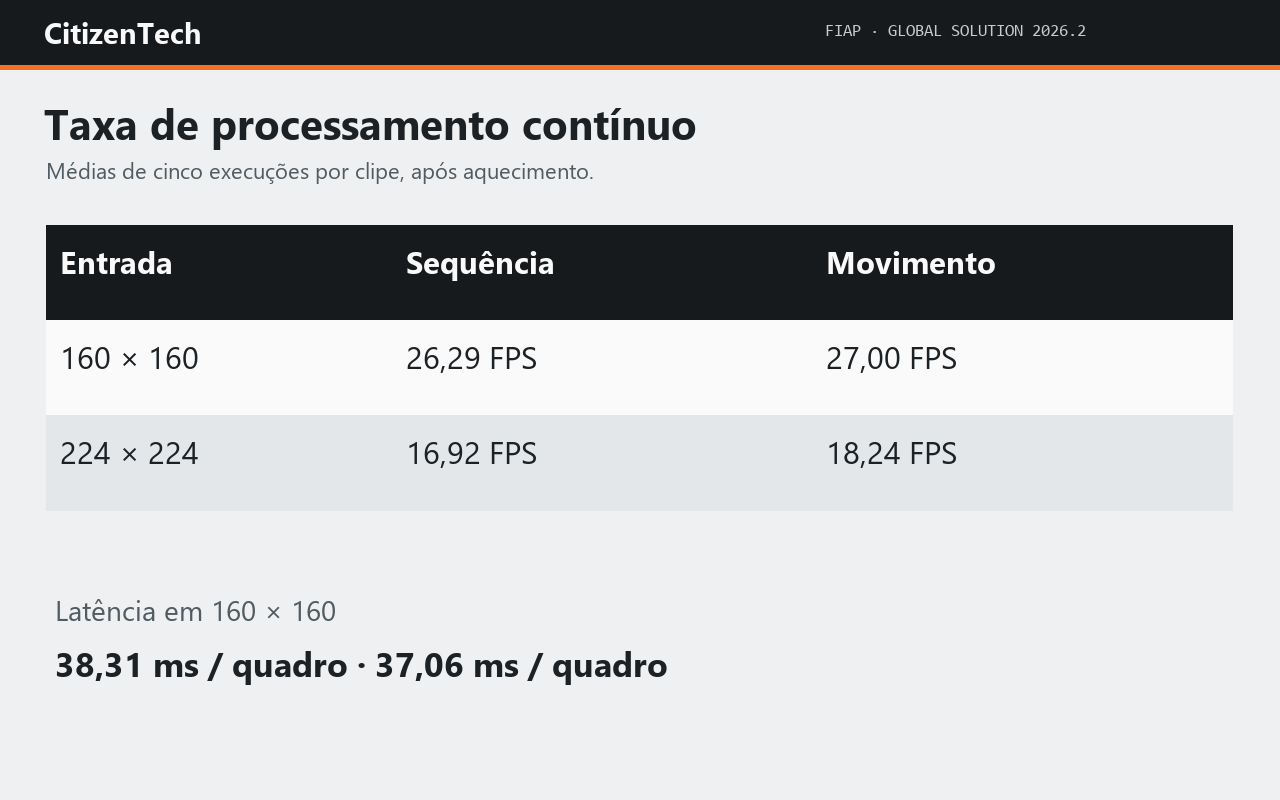 CitizenTech
FIAP · GLOBAL SOLUTION 2026.2
Taxa de processamento contínuo
Médias de cinco execuções por clipe, após aquecimento.
Entrada Sequência Movimento
160 × 160 26,29 FPS 27,00 FPS
224 × 224 16,92 FPS 18,24 FPS
Latência em 160 × 160
38,31 ms / quadro · 37,06 ms / quadro